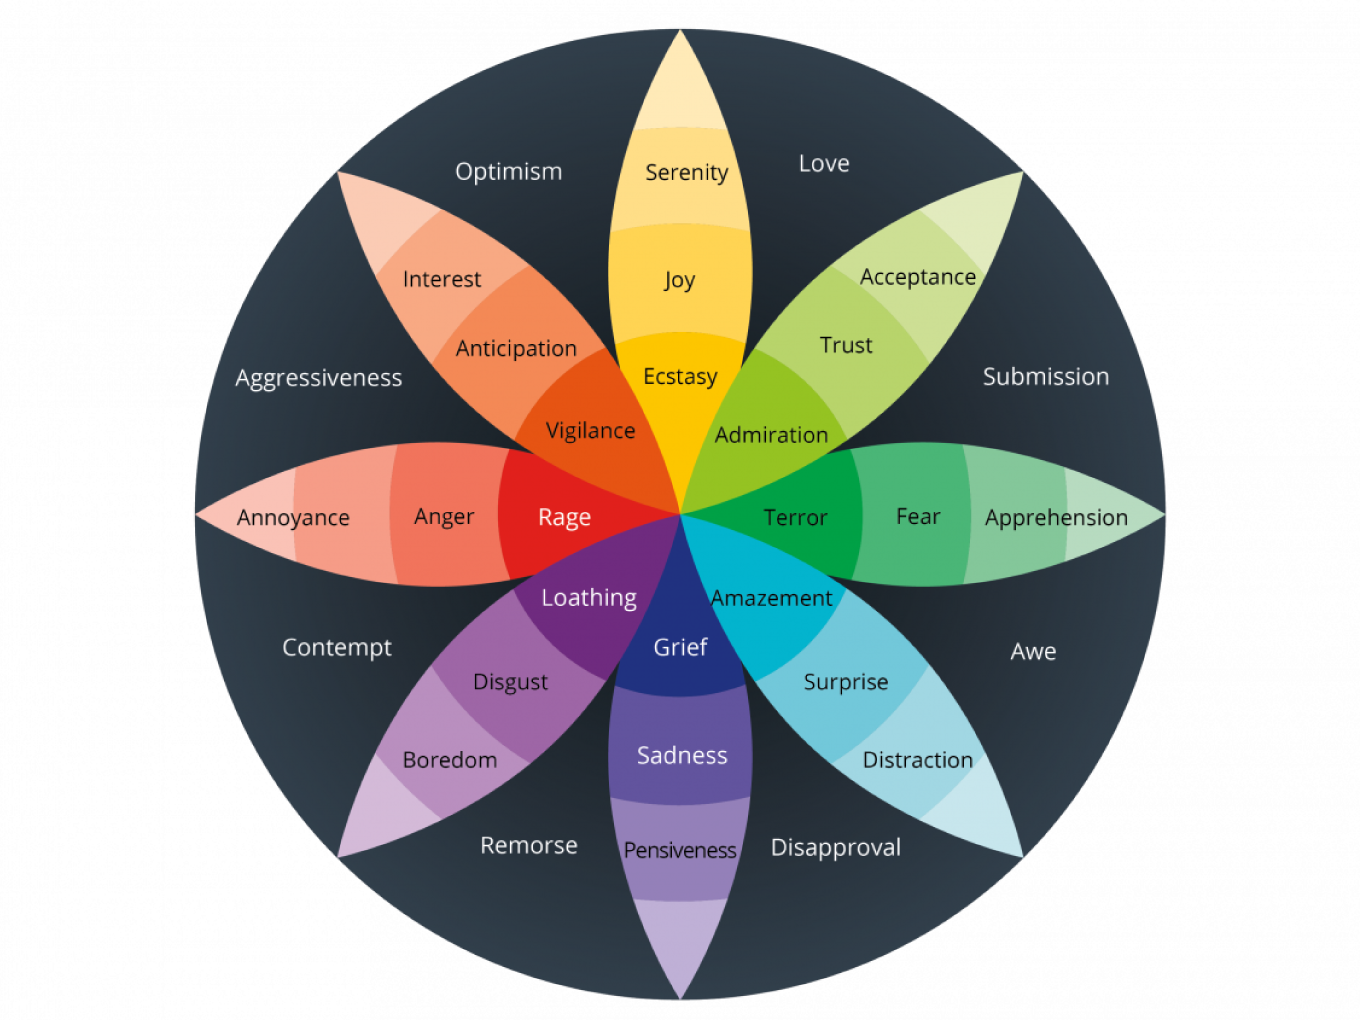 Optimism
Love
Serenity
Interest
Joy
Acceptance
Anticipation
Trust
Aggressiveness
Ecstasy
Submission
Vigilance
Admiration
Annoyance
Anger
Rage
Terror
Fear
Apprehension
Loathing
Amazement
Contempt
Grief
Awe
Disgust
Surprise
Boredom
Sadness
Distraction
Remorse
Pensiveness
Disapproval